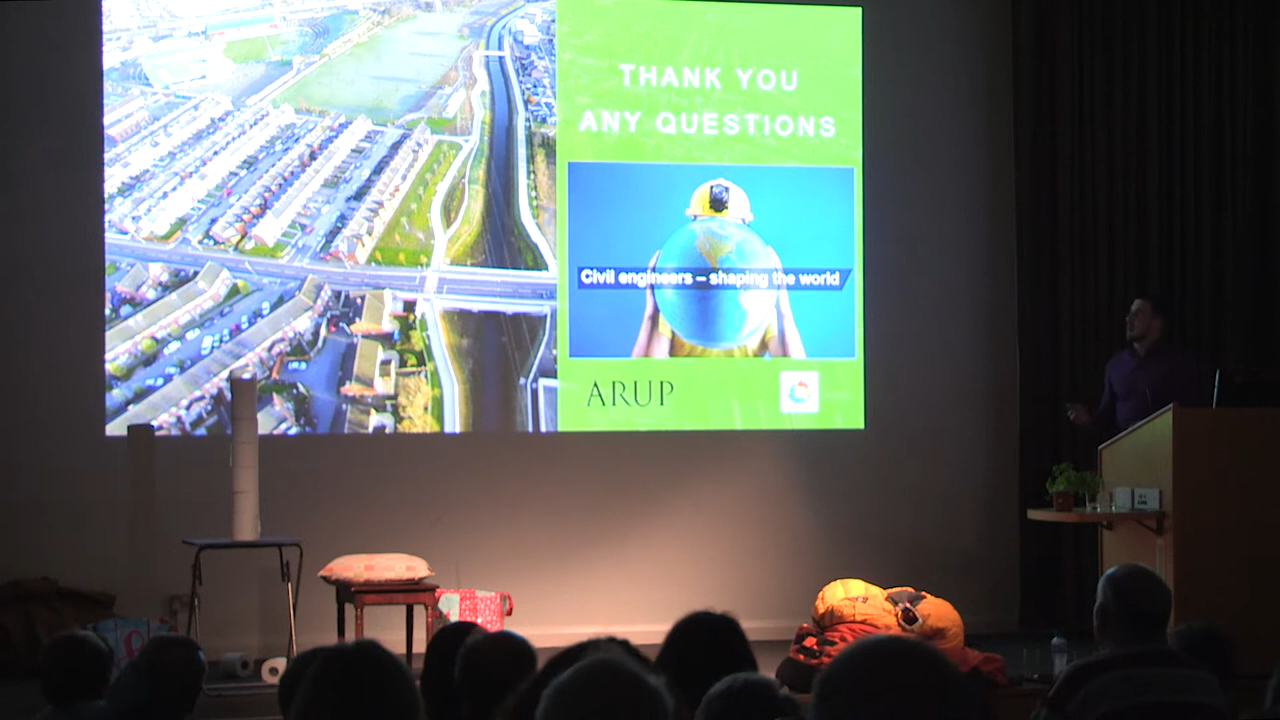 THANK YOU
ANY QUESTIONS
Civil engineers – shaping the world
ARUP